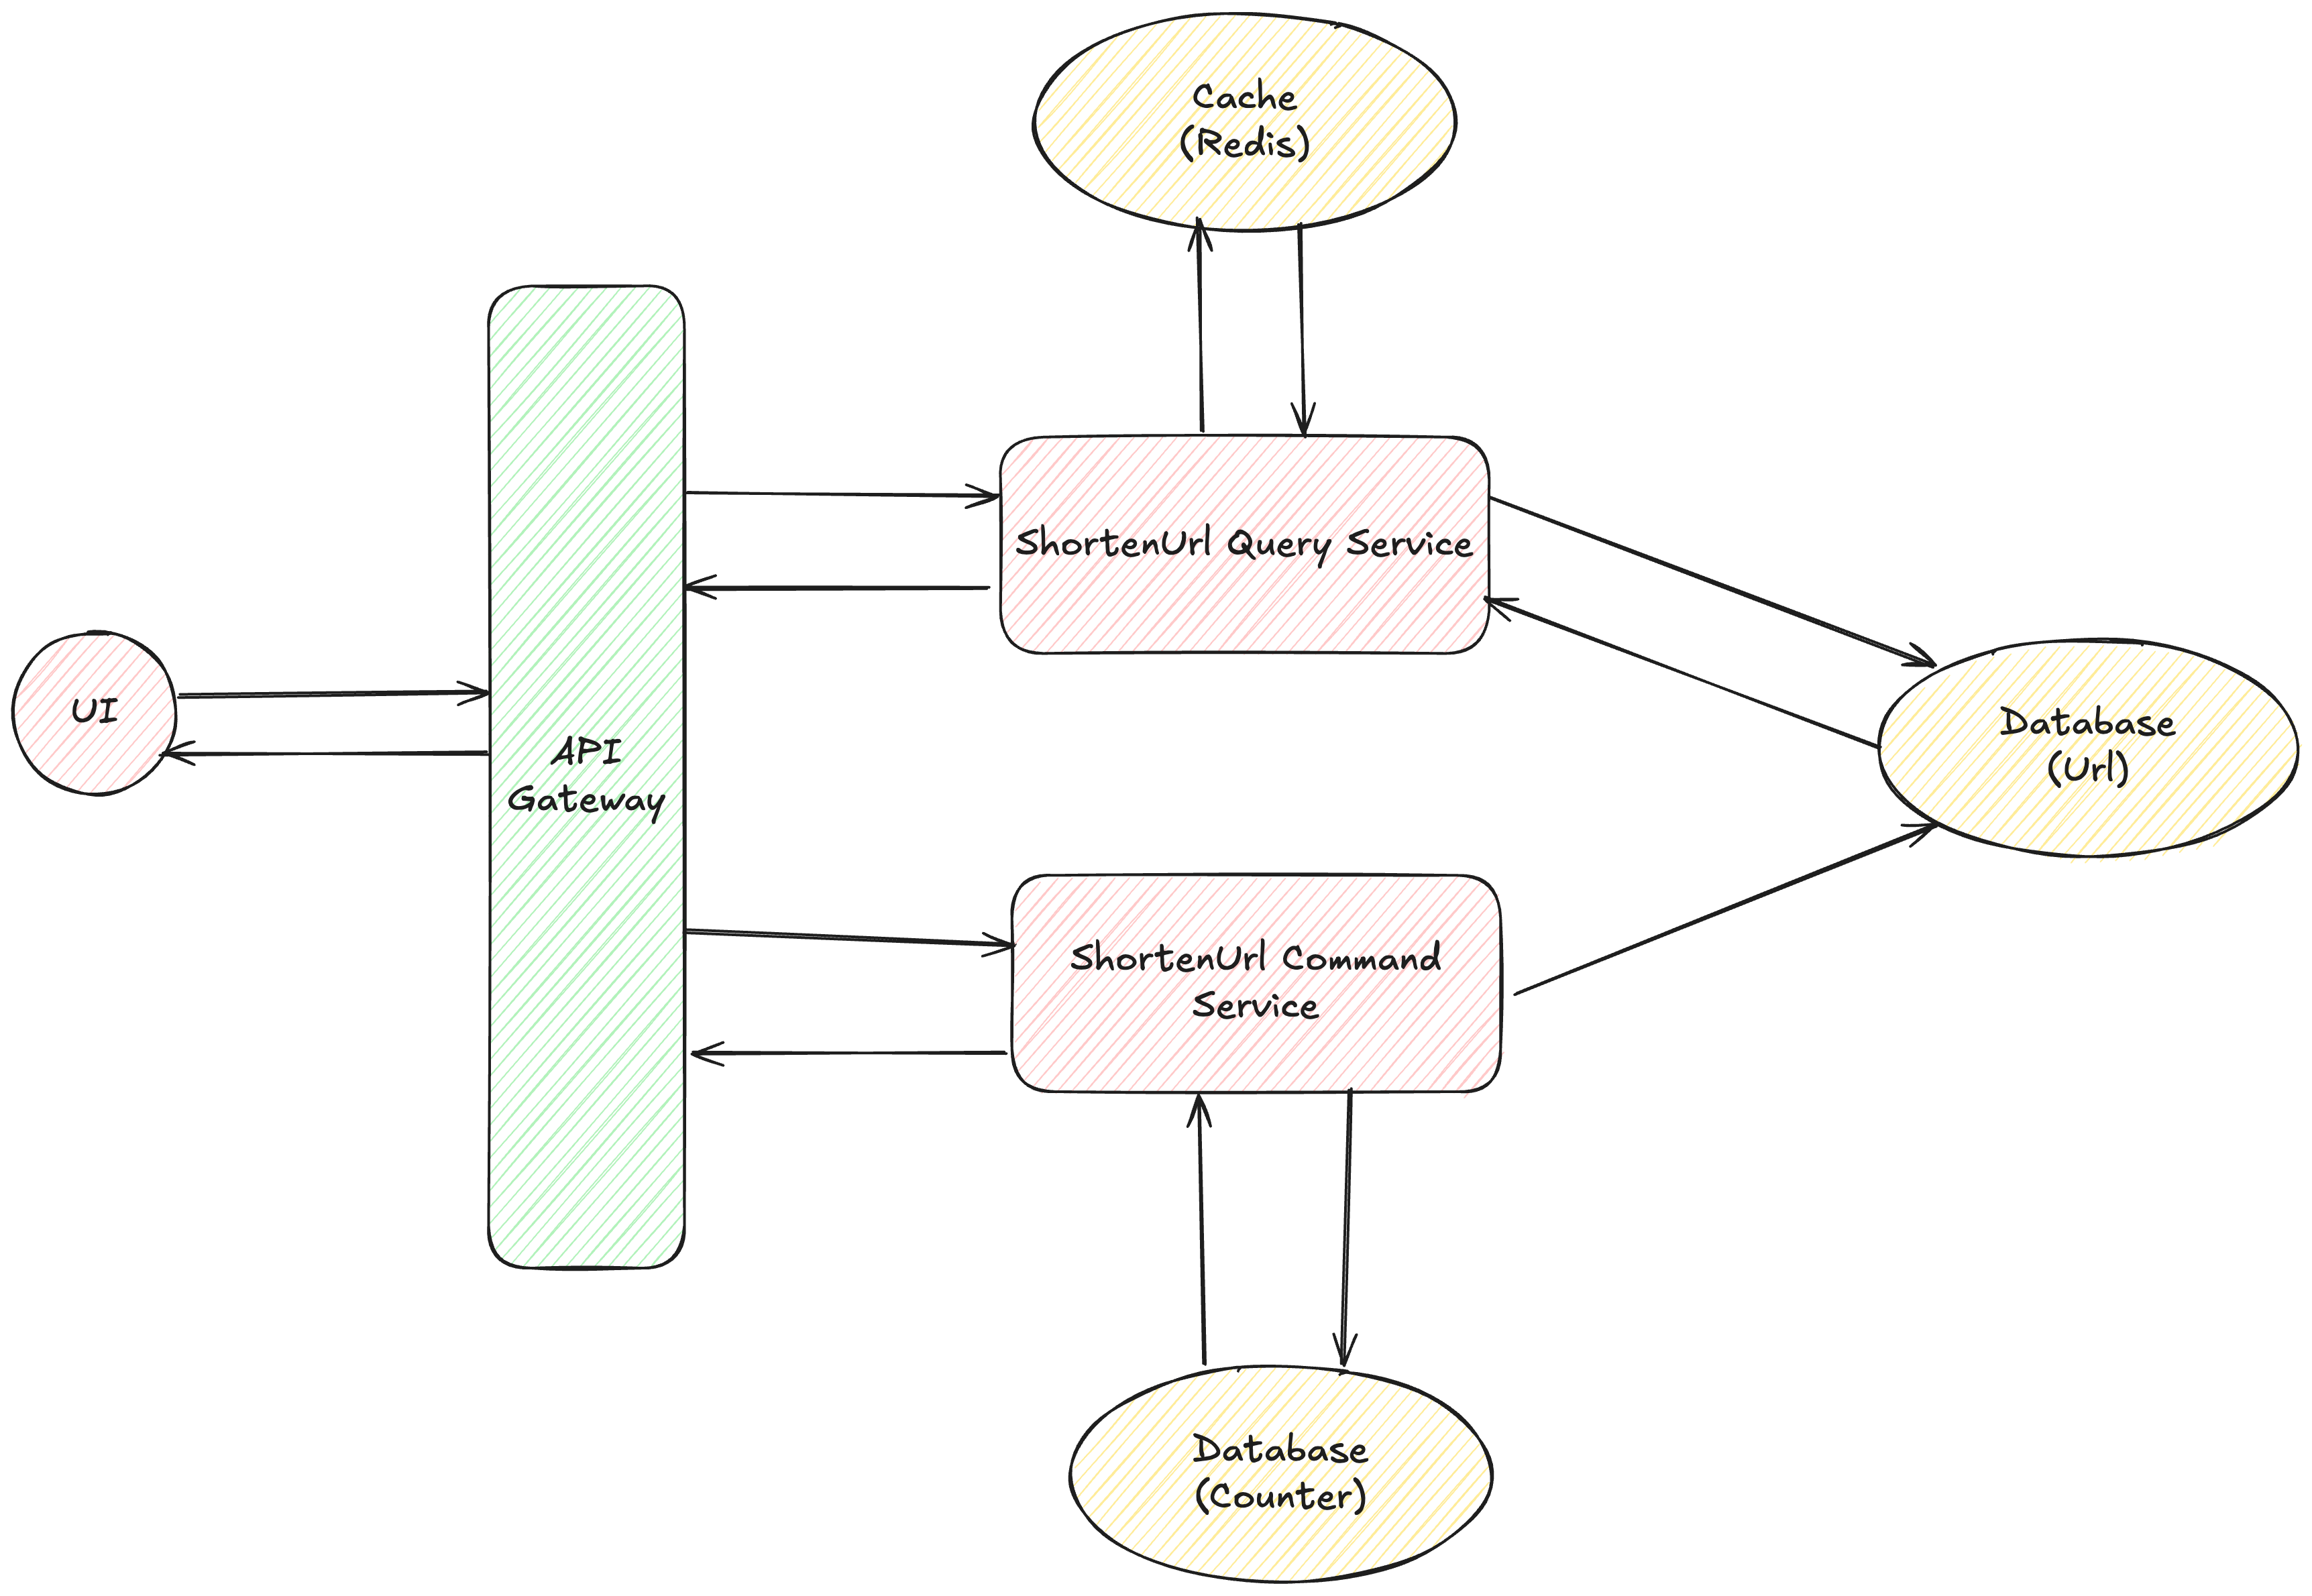 Cache
(Redis)
ShortenUrl Query Service
UI
API
Gateway
Database
(Url)
ShortenUrl Command
Service
Database
(Counter)